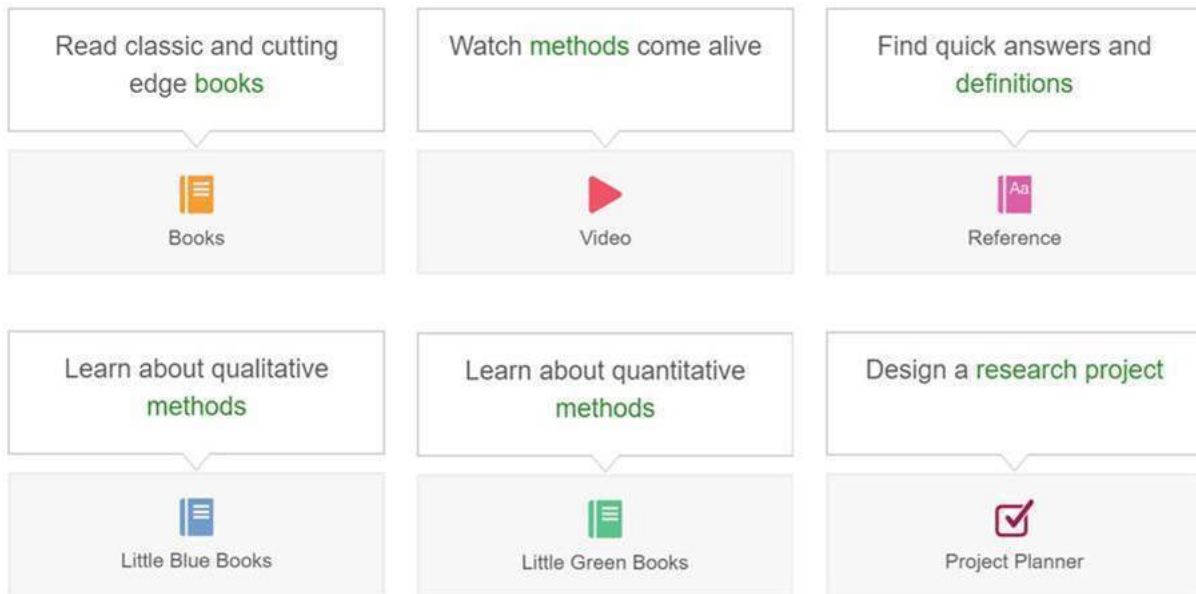 Read classic and cutting
edge books
Books
Watch methods come alive
Video
Find quick answers and
definitions
Aa
Reference
Learn about qualitative
methods
Little Blue Books
Learn about quantitative
methods
Little Green Books
Design a research project
Project Planner